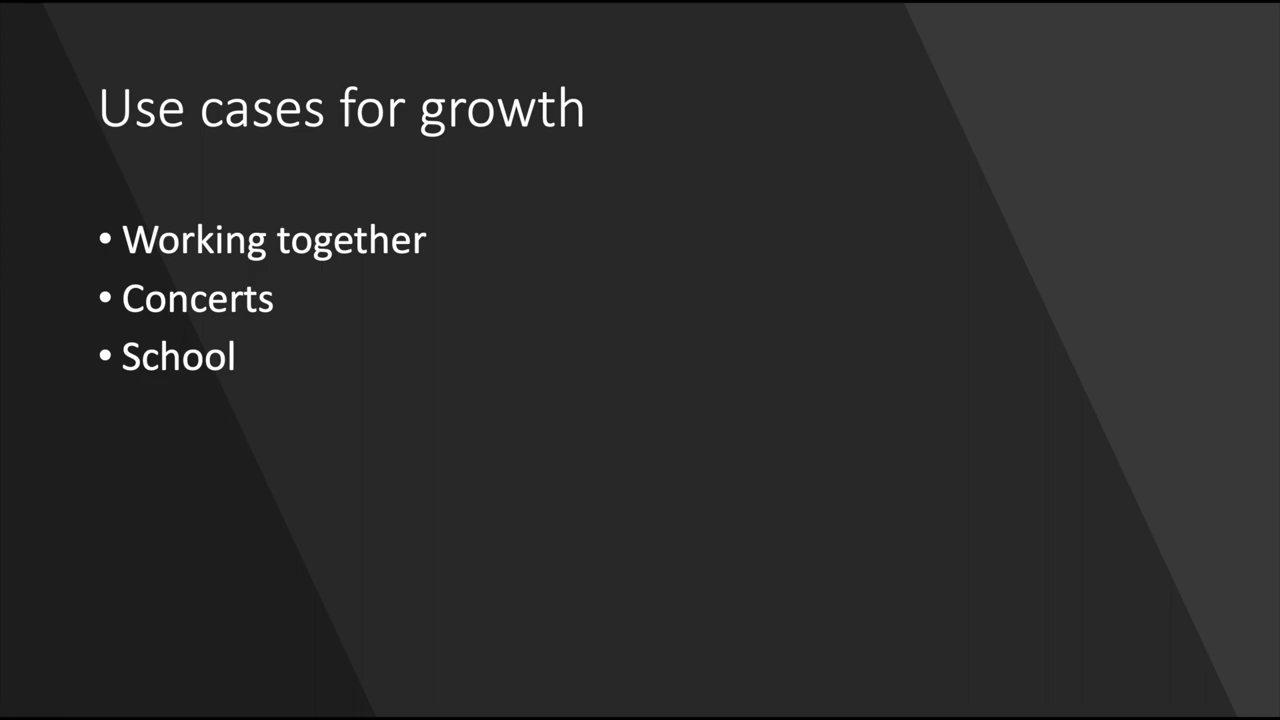 Use cases for growth
• Working together
• Concerts
• School